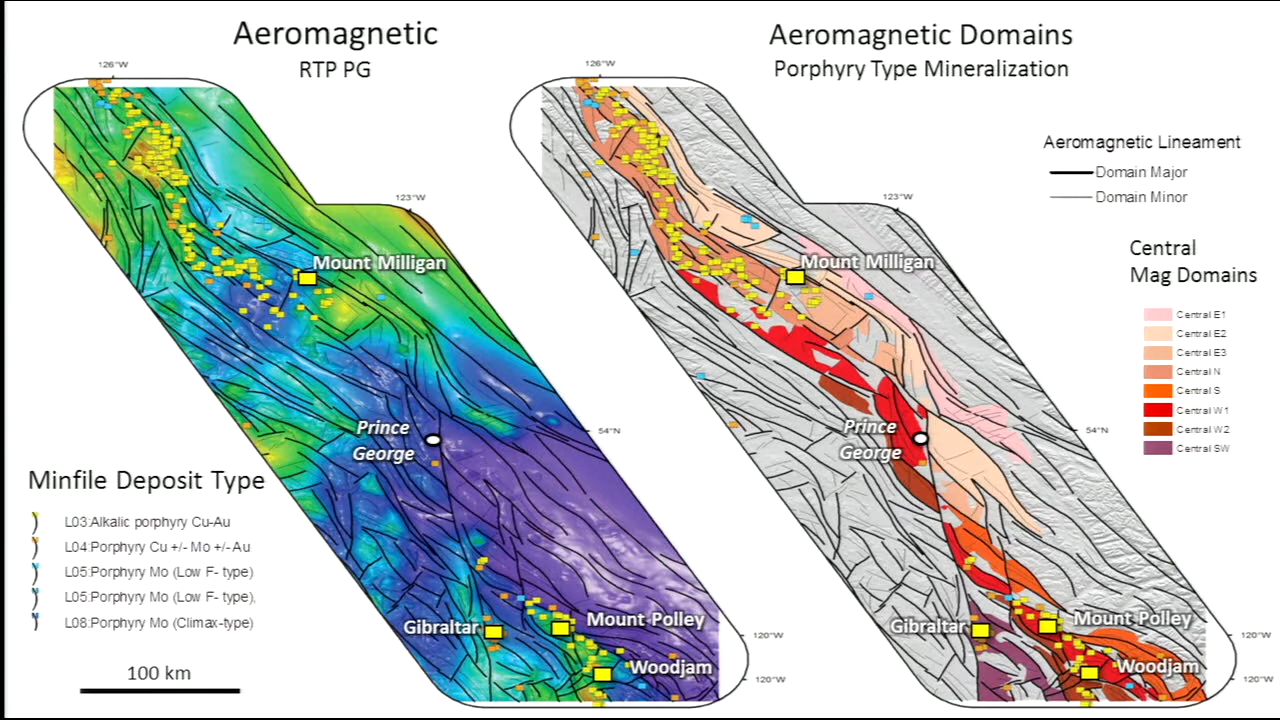 Aeromagnetic
RTP PG
126°W
123°W
Mount Milligan
Prince
George
54°N
Minfile Deposit Type
L03:Alkalic porphyry Cu-Au
L04:Porphyry Cu +/- Mo +/-Au
L05:Porphyry Mo (Low F- type)
L05:Porphyry Mo (Low F- type),
L08:Porphyry Mo (Climax-type)
100 km
Gibraltar
Mount Polley
Woodjam
120°W
120°W
Aeromagnetic Domains
Porphyry Type Mineralization
126°W
123°W
Mount Milligan
Prince
George
54°N
Gibraltar
Mount Polley
Woodjam
120°W
120°W
Aeromagnetic Lineament
Domain Major
Domain Minor
Central
Mag Domains
Central E1
Central E2
Central E3
Central N
Central S
Central W1
Central W2
Central SW